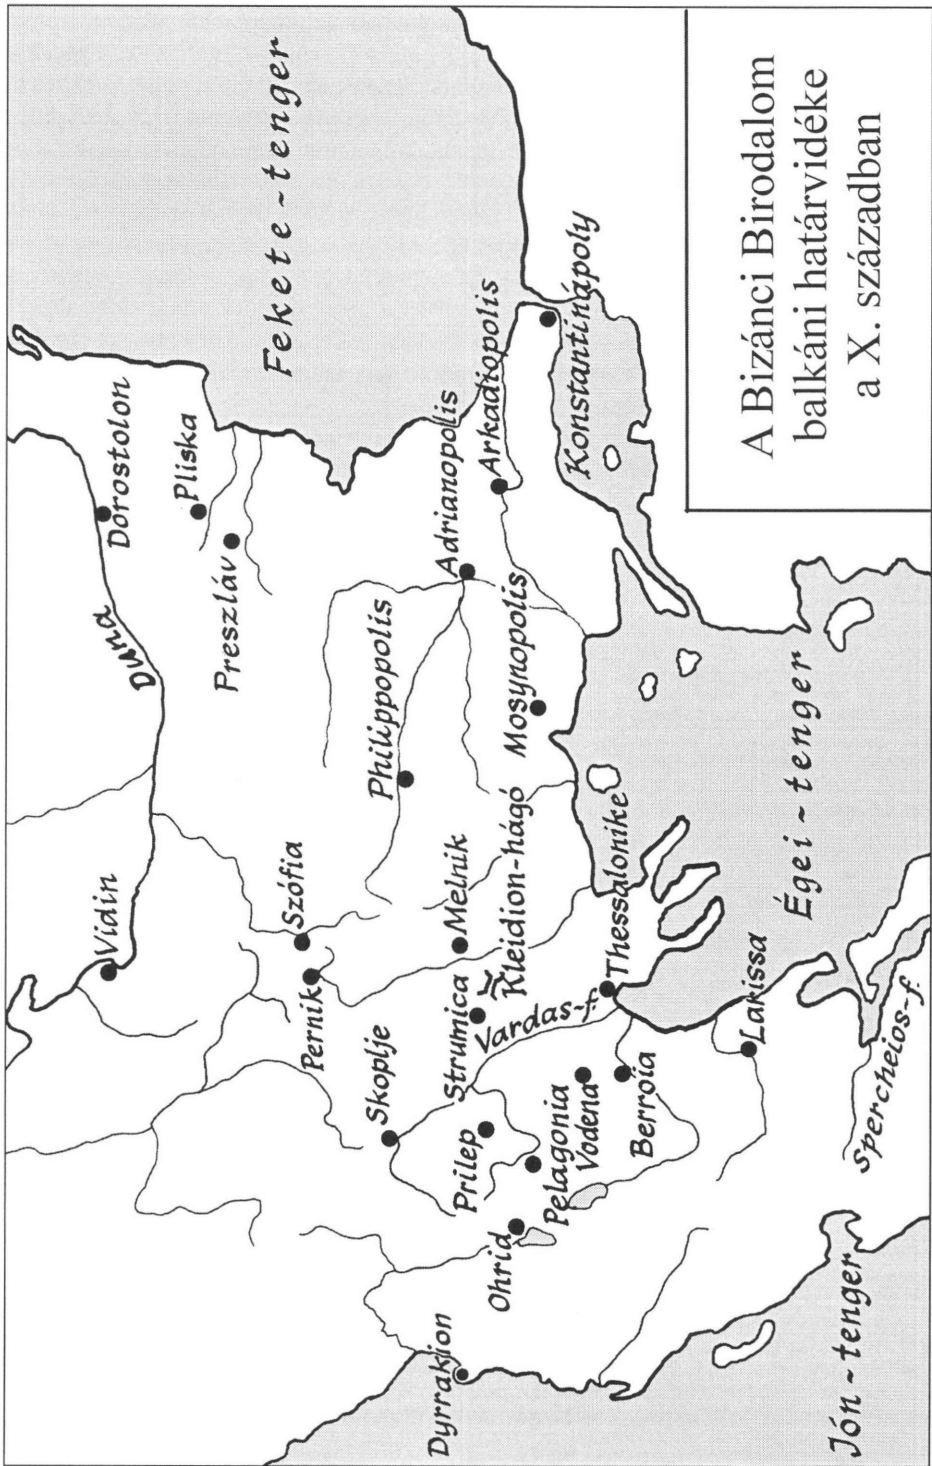 A Bizánci Birodalom
balkáni határvidéke
a X. században
Fekete-tenger
Duna
Vidin
Dorostolon
Pliska
Preszláv
Szófia
Pernik
Skoplje
Philippopolis
Adrianopolis
Arkadiopolis
Konstantinápoly
Mosynopolis
Melnik
Kleidion-hágó
Strumica
Vardas-f.
Prilep
Pelagonia
Ohrid
Dyrrakion
Vodena
Berroia
Thessalonike
Lakissa
Égei-tenger
Spercheios-f.
Jón-tenger